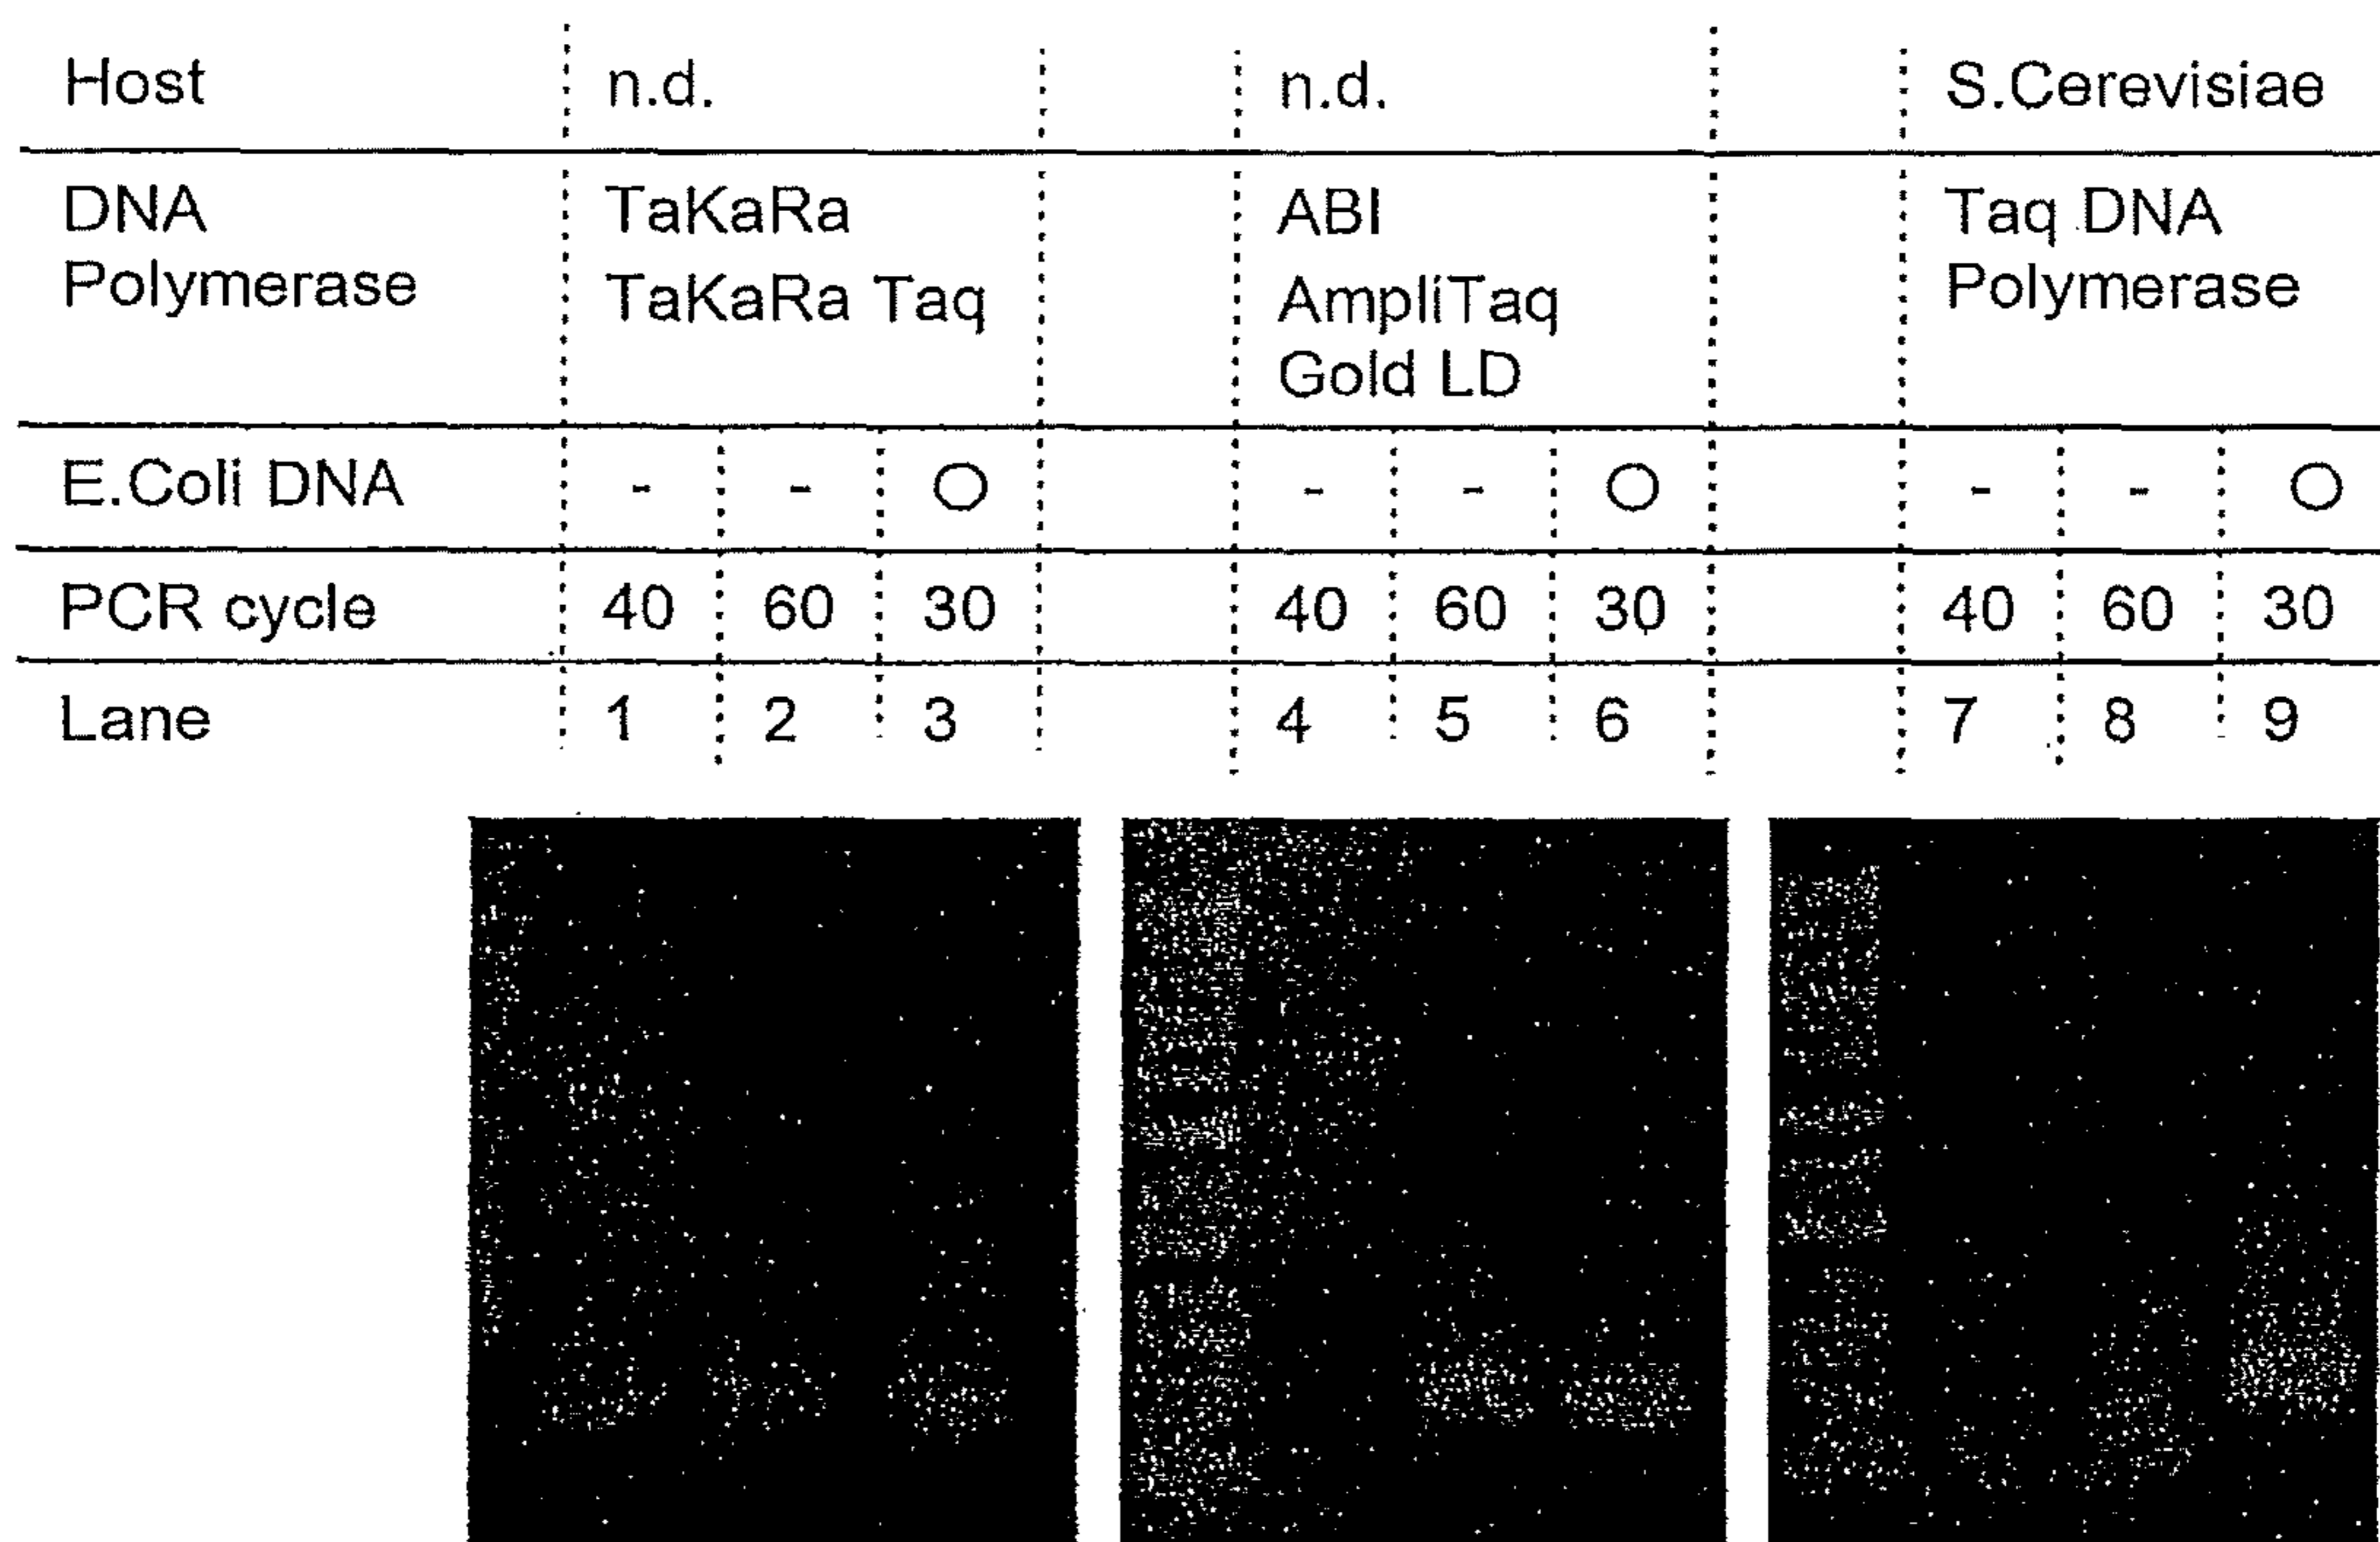 Host n.d. n.d. S.Cerevisiae
DNA Polymerase TaKaRa TaKaRa Taq ABI AmpliTaq Gold LD Taq DNA Polymerase
E.Coli DNA - - ○ - - ○ - - ○
PCR cycle 40 60 30 40 60 30 40 60 30
Lane 1 2 3 4 5 6 7 8 9